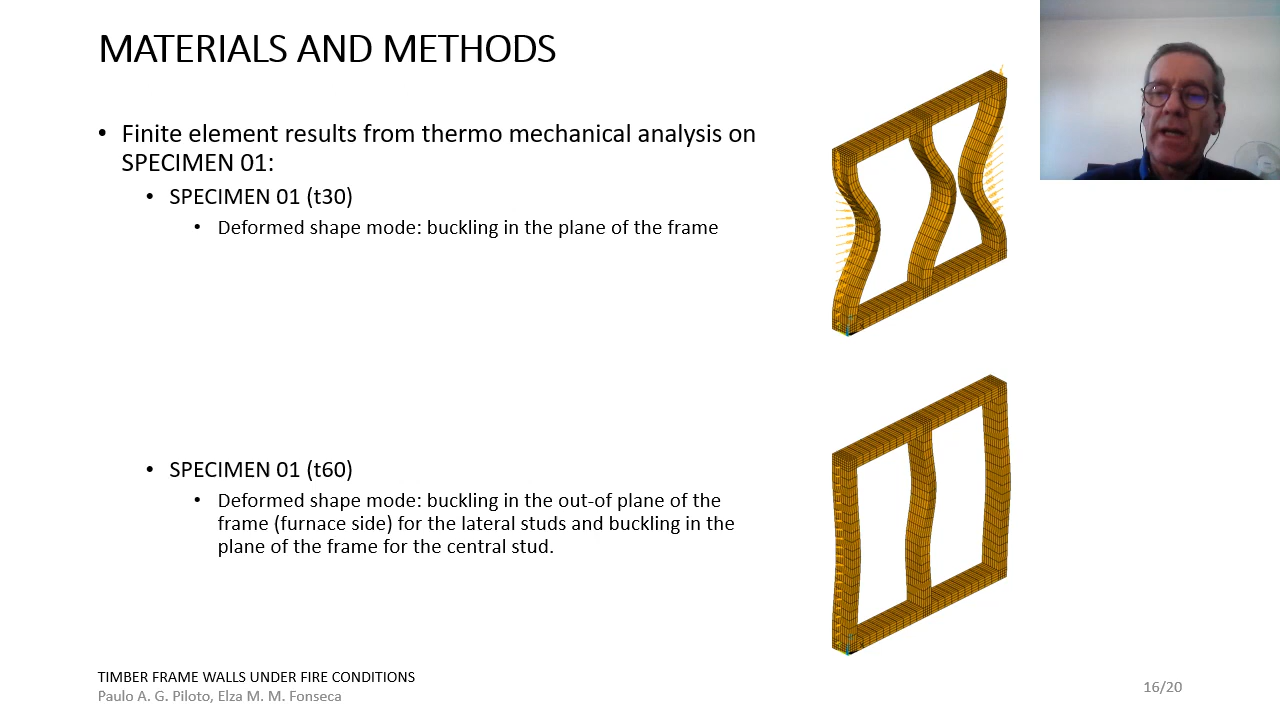 MATERIALS AND METHODS
• Finite element results from thermo mechanical analysis on
SPECIMEN 01:
• SPECIMEN 01 (t30)
• Deformed shape mode: buckling in the plane of the frame
• SPECIMEN 01 (t60)
• Deformed shape mode: buckling in the out-of plane of the
frame (furnace side) for the lateral studs and buckling in the
plane of the frame for the central stud.
TIMBER FRAME WALLS UNDER FIRE CONDITIONS
Paulo A. G. Piloto, Elza M. M. Fonseca
16/20